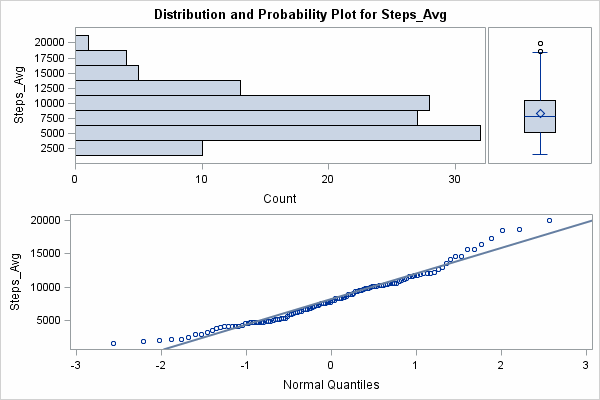 Distribution and Probability Plot for Steps_Avg
Steps_Avg
20000
17500
15000
12500
10000
7500
5000
2500
0 10 20 30
Count
Steps_Avg
20000
15000
10000
5000
-3 -2 -1 0 1 2 3
Normal Quantiles